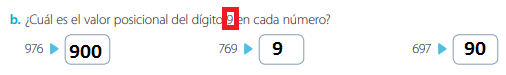 b. ¿Cuál es el valor posicional del dígito 9 en cada número?
976 ▶ 900 769 ▶ 9 697 ▶ 90